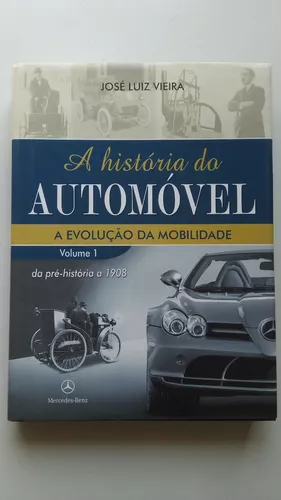 JOSÉ LUIZ VIEIRA
A história do
AUTOMÓVEL
A EVOLUÇÃO DA MOBILIDADE
Volume 1
da pré-história a 1908
Mercedes-Benz